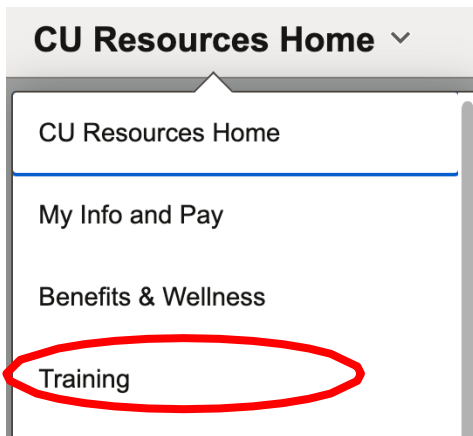 CU Resources Home
CU Resources Home
My Info and Pay
Benefits & Wellness
Training